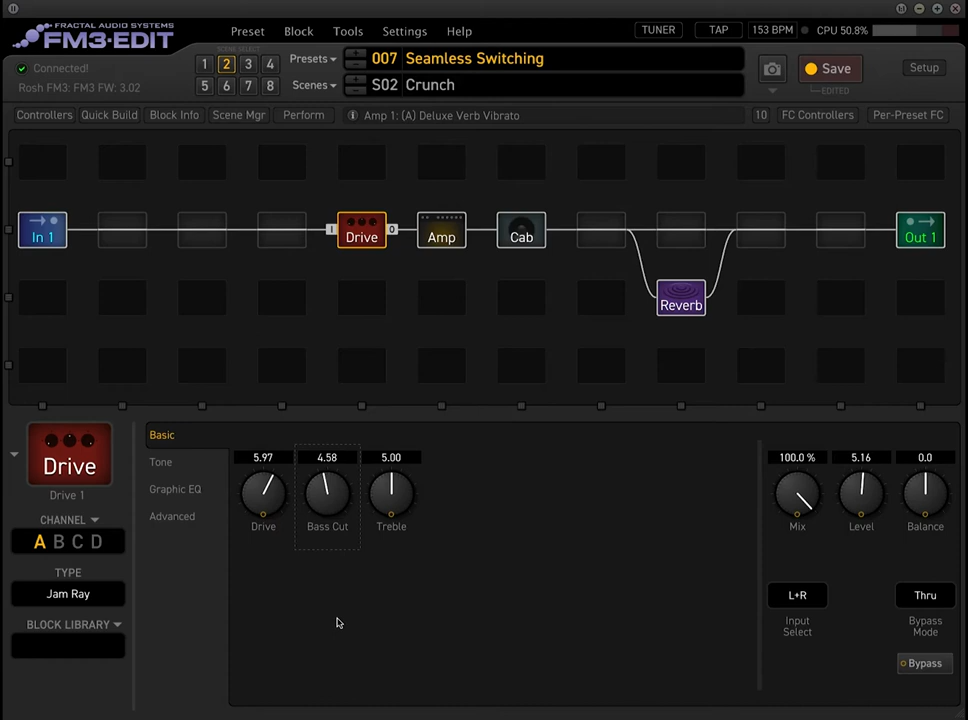 FRACTAL AUDIO SYSTEMS
FM3-EDIT
Preset Block Tools Settings Help
TUNER TAP 153 BPM CPU 50.8%
Connected!
Rosh FM3: FM3 FW: 3.02
SCENE SELECT
1 2 3 4
5 6 7 8
Presets
007 Seamless Switching
Scenes
S02 Crunch
Save
EDITED
Setup
Controllers Quick Build Block Info Scene Mgr Perform
Amp 1: (A) Deluxe Verb Vibrato
10 FC Controllers Per-Preset FC
In 1
I Drive O
Amp
Cab
Out 1
Reverb
Drive
Drive 1
CHANNEL
A B C D
TYPE
Jam Ray
BLOCK LIBRARY
Basic
Tone
Graphic EQ
Advanced
5.97 4.58 5.00
Drive Bass Cut Treble
100.0 % 5.16 0.0
Mix Level Balance
L+R
Input
Select
Thru
Bypass
Mode
Bypass